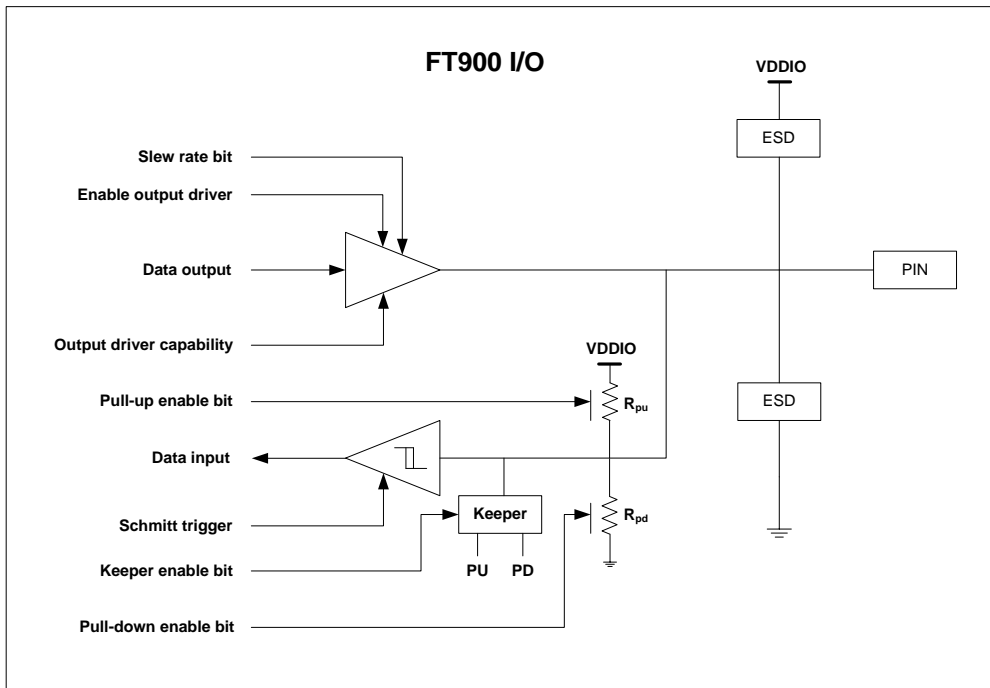 FT900 I/O
VDDIO
ESD
Slew rate bit
Enable output driver
Data output
PIN
Output driver capability
VDDIO
Pull-up enable bit
Rpu
ESD
Data input
Keeper
Rpd
Schmitt trigger
Keeper enable bit
PU PD
Pull-down enable bit